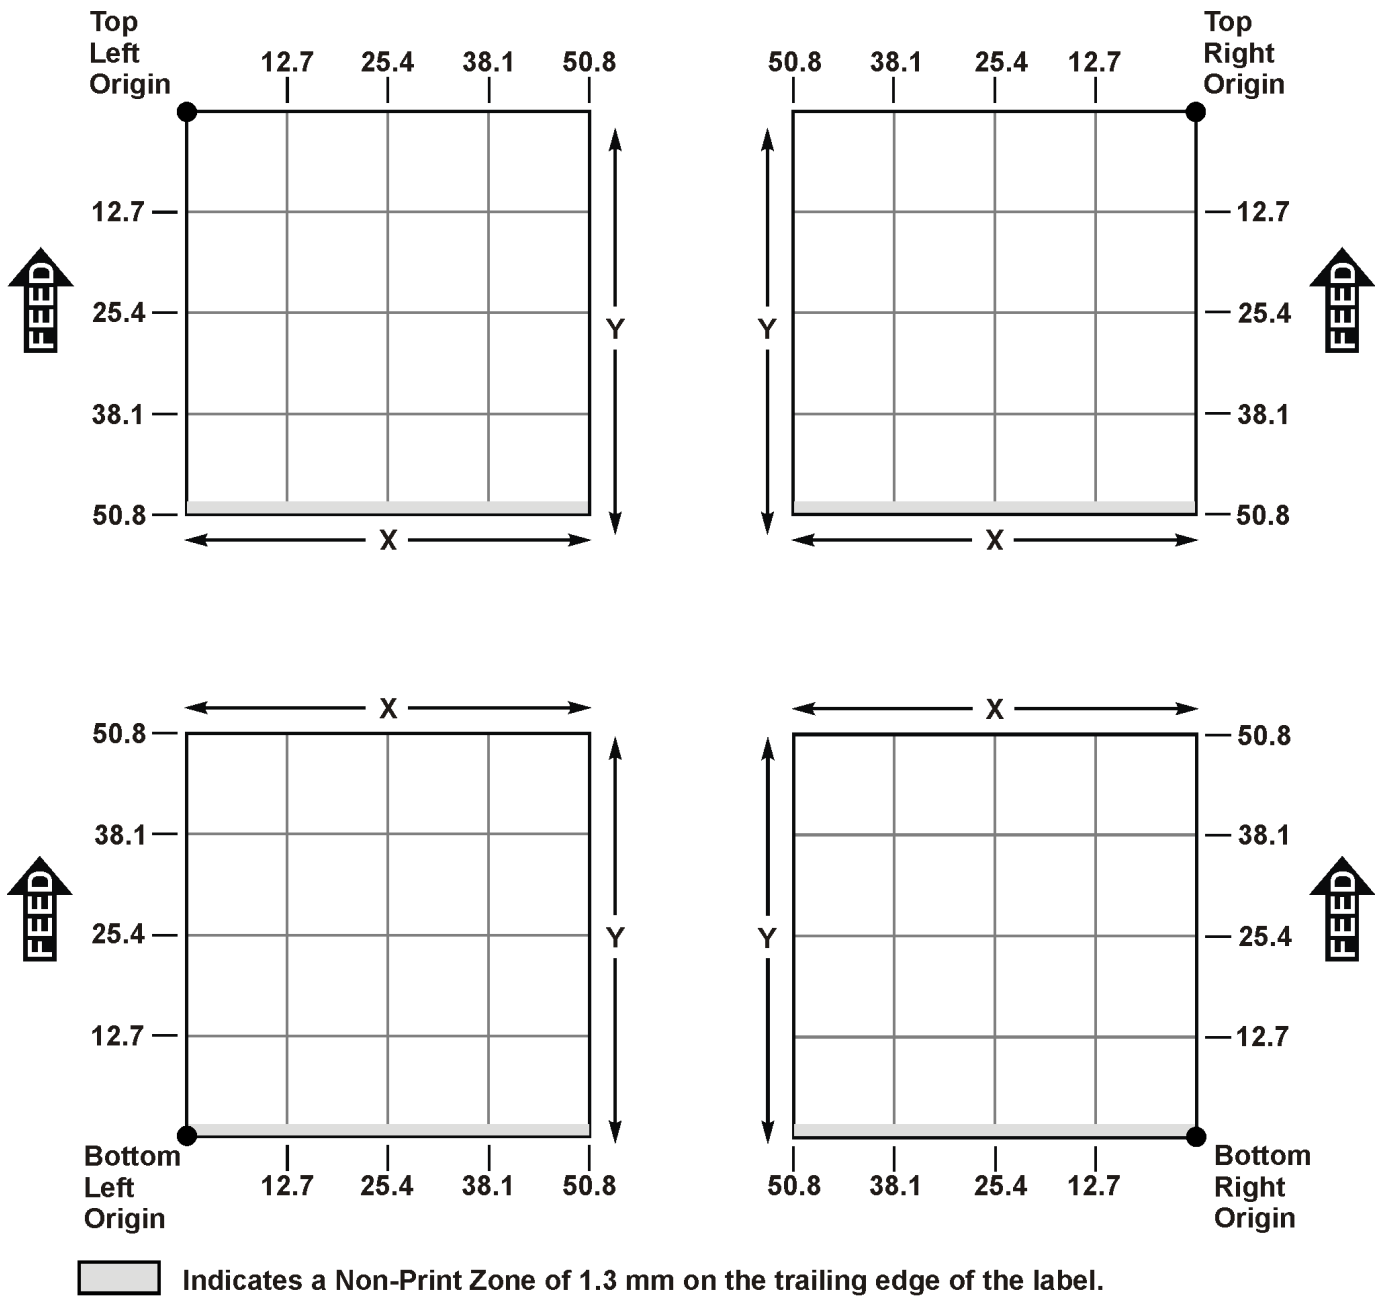 Top
Left
Origin
12.7 25.4 38.1 50.8
12.7
25.4
38.1
50.8
FEED
Y
X
Top
Right
Origin
50.8 38.1 25.4 12.7
12.7
25.4
38.1
50.8
FEED
Y
X
X
50.8
38.1
25.4
12.7
FEED
Y
Bottom
Left
Origin
12.7 25.4 38.1 50.8
X
50.8
38.1
25.4
12.7
FEED
Y
50.8 38.1 25.4 12.7
Bottom
Right
Origin
Indicates a Non-Print Zone of 1.3 mm on the trailing edge of the label.